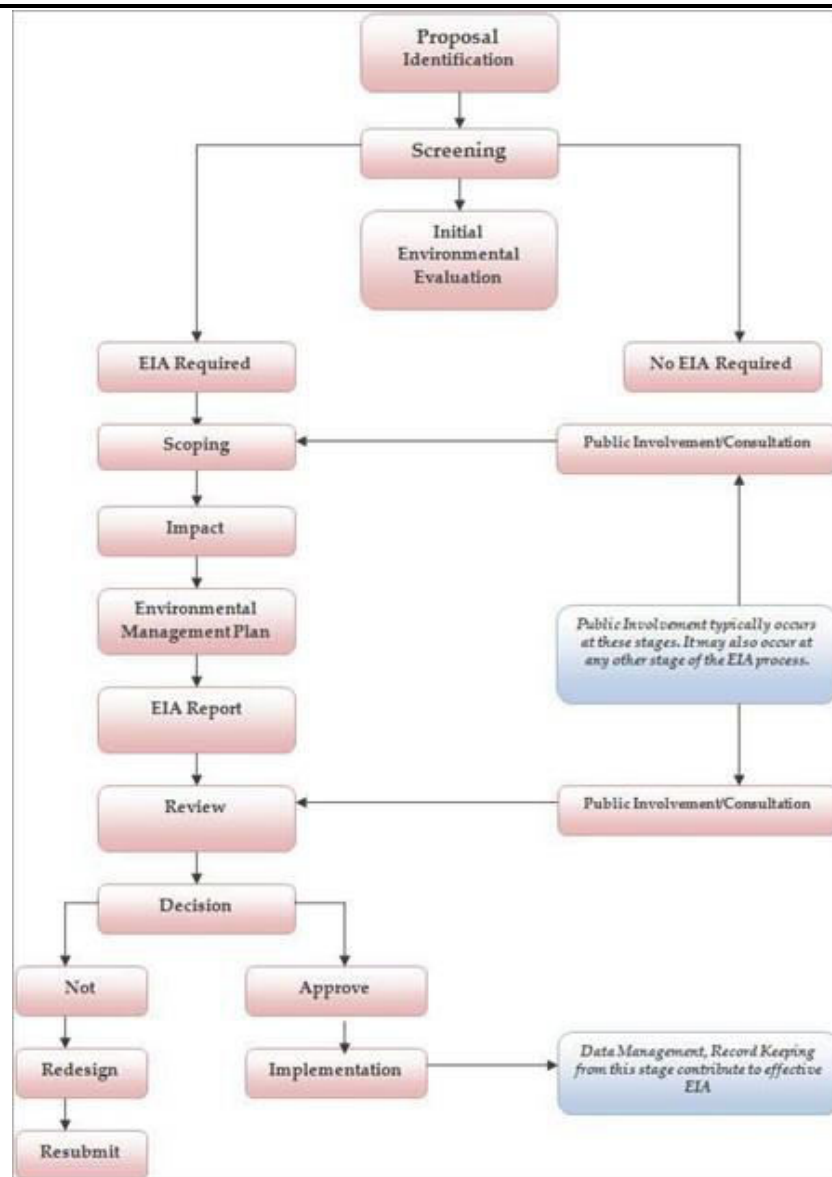 Proposal
Identification
Screening
Initial
Environmental
Evaluation
EIA Required
No EIA Required
Scoping
Public Involvement/Consultation
Impact
Environmental
Management Plan
Public Involvement typically occurs
at these stages. It may also occur at
any other stage of the EIA process.
EIA Report
Review
Public Involvement/Consultation
Decision
Not
Approve
Redesign
Implementation
Data Management, Record Keeping
from this stage contribute to effective
EIA
Resubmit